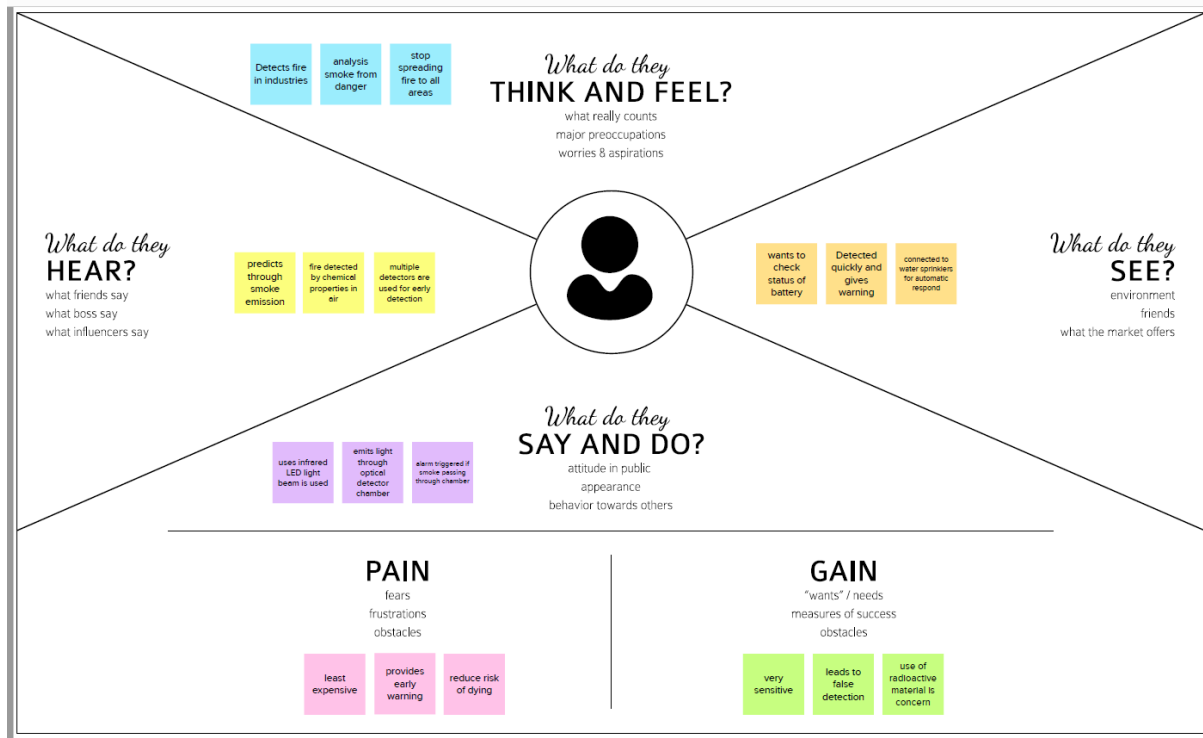 Detects fire
in industries
analysis
smoke from
danger
stop
spreading
fire to all
areas
What do they
THINK AND FEEL?
what really counts
major preoccupations
worries & aspirations
What do they
HEAR?
what friends say
what boss say
what influencers say
predicts
through
smoke
emission
fire detected
by chemical
properties in
air
multiple
detectors are
used for early
detection
wants to
check
status of
battery
Detected
quickly and
gives
warning
connected to
water sprinklers
for automatic
respond
What do they
SEE?
environment
friends
what the market offers
What do they
SAY AND DO?
attitude in public
appearance
behavior towards others
uses infrared
LED light
beam is used
emits light
through
optical
detector
chamber
alarm triggered if
smoke passing
through chamber
PAIN
fears
frustrations
obstacles
least
expensive
provides
early
warning
reduce risk
of dying
GAIN
"wants" / needs
measures of success
obstacles
very
sensitive
leads to
false
detection
use of
radioactive
material is
concern